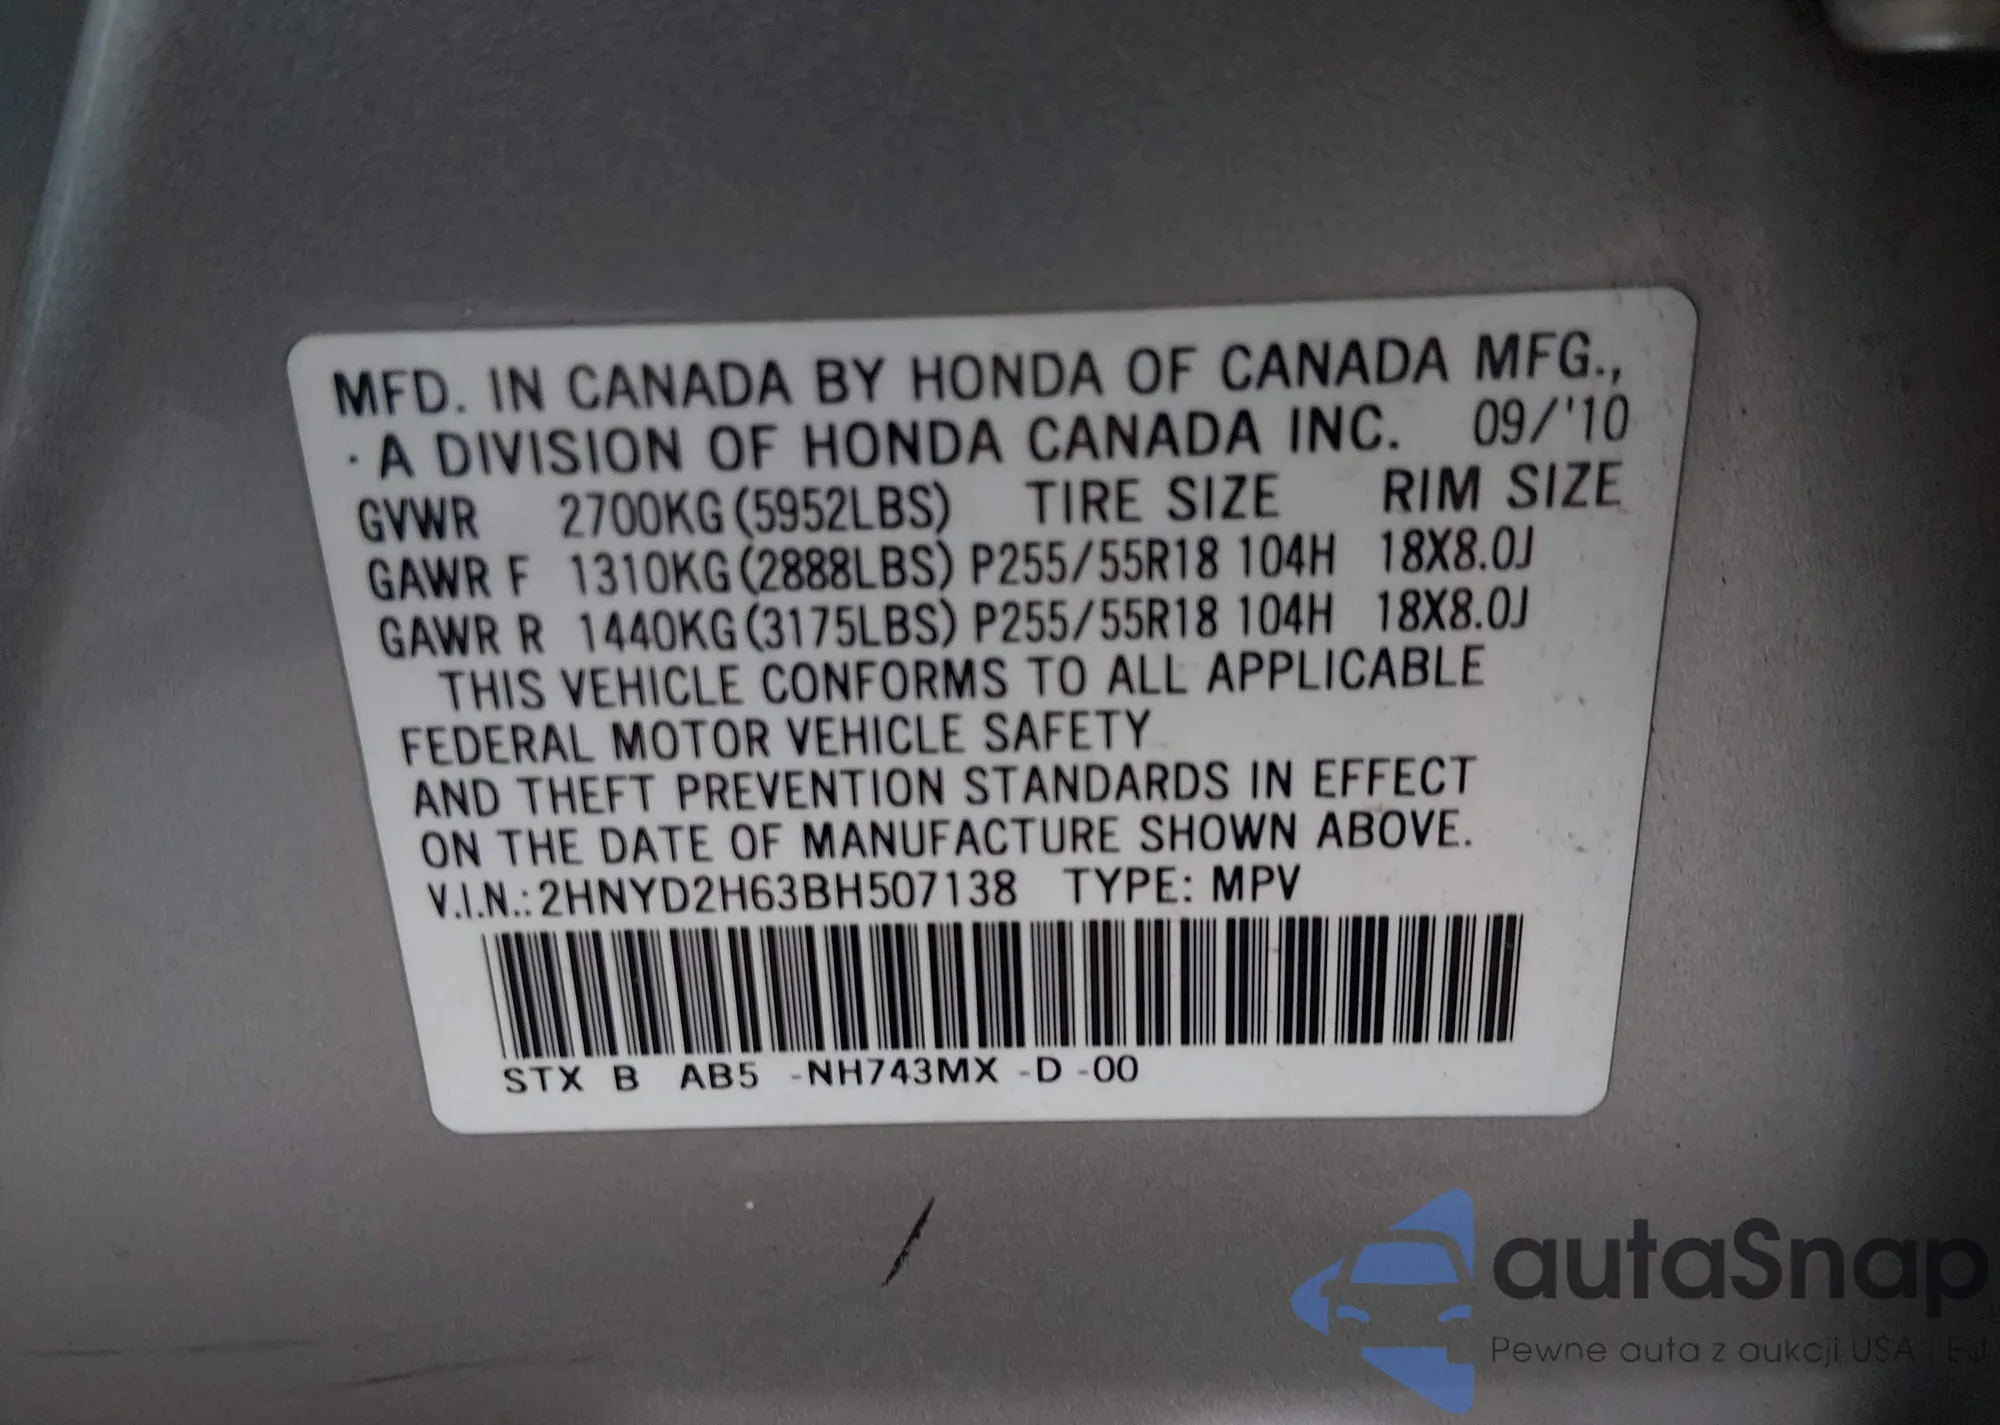 MFD. IN CANADA BY HONDA OF CANADA MFG.,
· A DIVISION OF HONDA CANADA INC. 09/'10
GVWR 2700KG (5952LBS) TIRE SIZE RIM SIZE
GAWR F 1310KG (2888LBS) P255/55R18 104H 18X8.0J
GAWR R 1440KG (3175LBS) P255/55R18 104H 18X8.0J
THIS VEHICLE CONFORMS TO ALL APPLICABLE
FEDERAL MOTOR VEHICLE SAFETY
AND THEFT PREVENTION STANDARDS IN EFFECT
ON THE DATE OF MANUFACTURE SHOWN ABOVE.
V.I.N.: 2HNYD2H63BH507138 TYPE: MPV
STX B AB5 -NH743MX -D -00
autaSnap
Pewne auta z aukcji USA i EU